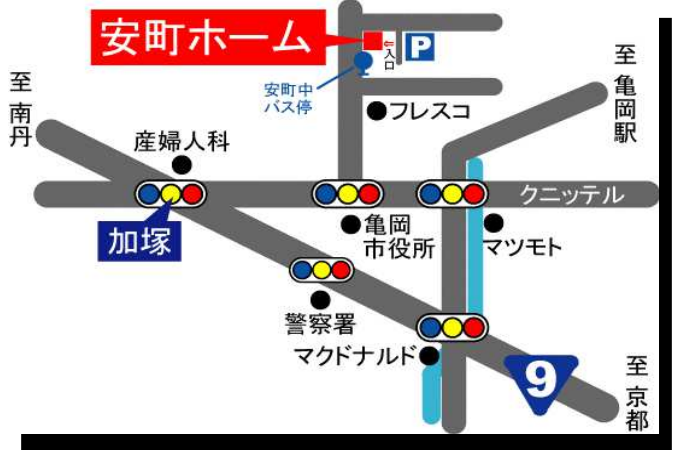 安町ホーム
⇐入口
P
至亀岡駅
至南丹
安町中
バス停
フレスコ
産婦人科
クニッテル
加塚
亀岡
市役所
マツモト
警察署
マクドナルド
9
至京都